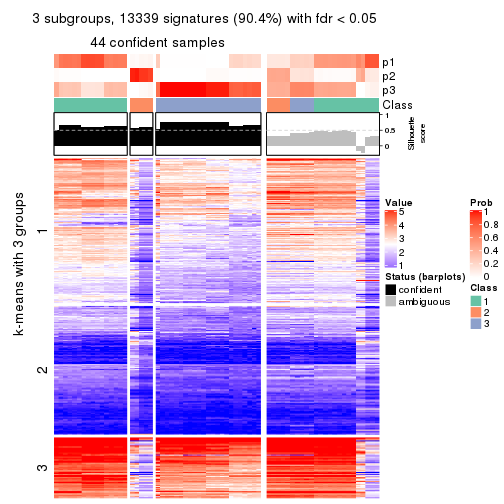 3 subgroups, 13339 signatures (90.4%) with fdr < 0.05
44 confident samples
p1
p2
p3
Class
1
0.5
0
Silhouette
score
k-means with 3 groups
1
2
3
Value
5
4
3
2
1
Status (barplots)
confident
ambiguous
Prob
1
0.8
0.6
0.4
0.2
0
Class
1
2
3